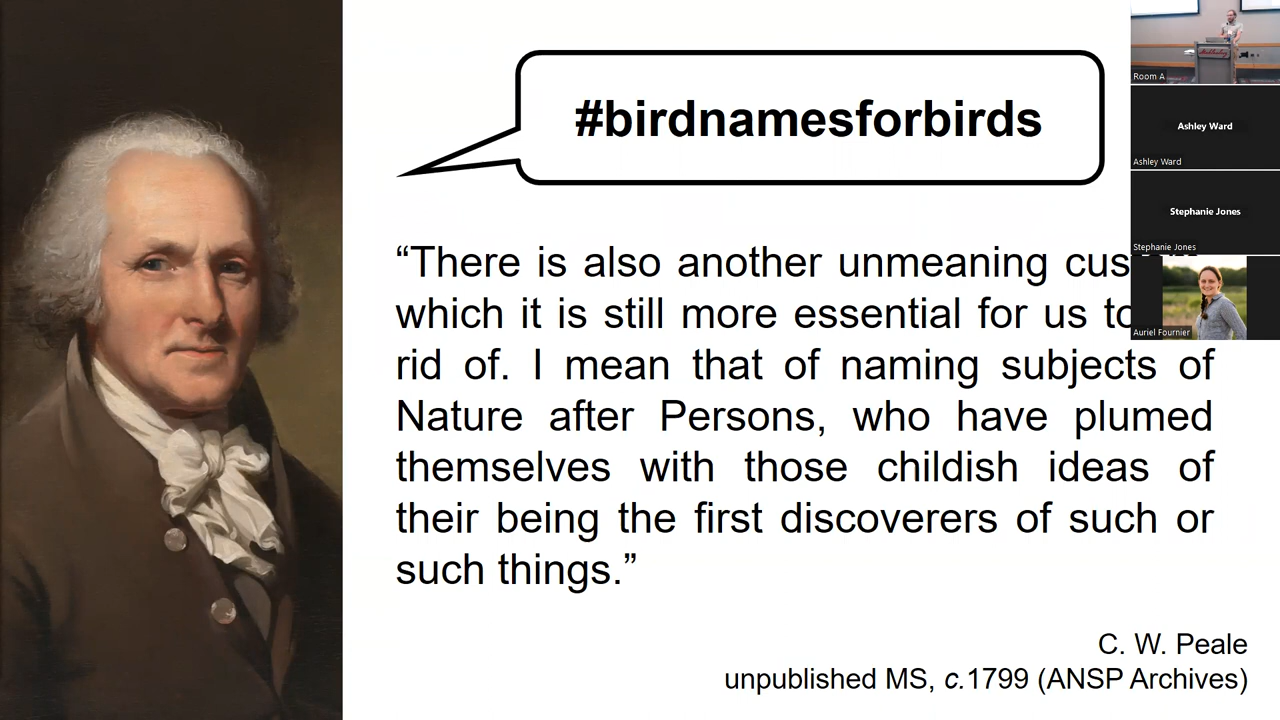 #birdnamesforbirds
“There is also another unmeaning cus
which it is still more essential for us to
rid of. I mean that of naming subjects of
Nature after Persons, who have plumed
themselves with those childish ideas of
their being the first discoverers of such or
such things.”
C. W. Peale
unpublished MS, c.1799 (ANSP Archives)
Room A
Ashley Ward
Ashley Ward
Stephanie Jones
Stephanie Jones
Auriel Fournier